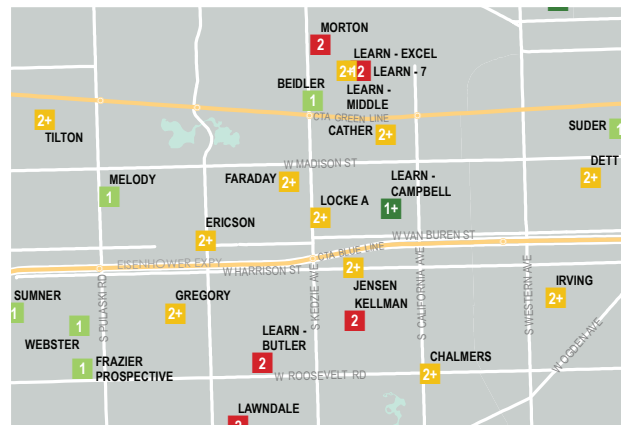 MORTON
2
LEARN - EXCEL
2+
2
LEARN - 7
BEIDLER
1
LEARN -
MIDDLE
CTA GREEN LINE
2+
TILTON
CATHER
2+
SUDER
1
W MADISON ST
DETT
2+
MELODY
1
FARADAY
2+
LEARN -
CAMPBELL
1+
LOCKE A
2+
ERICSON
2+
W VAN BUREN ST
CTA BLUE LINE
EISENHOWER EXPY
W HARRISON ST
2+
JENSEN
S PULASKI RD
S KEDZIE AVE
S CALIFORNIA AVE
S WESTERN AVE
IRVING
2+
SUMNER
1
GREGORY
2+
KELLMAN
2
WEBSTER
1
LEARN -
BUTLER
2
FRAZIER
PROSPECTIVE
1
W ROOSEVELT RD
CHALMERS
2+
W OGDEN AVE
LAWNDALE
2